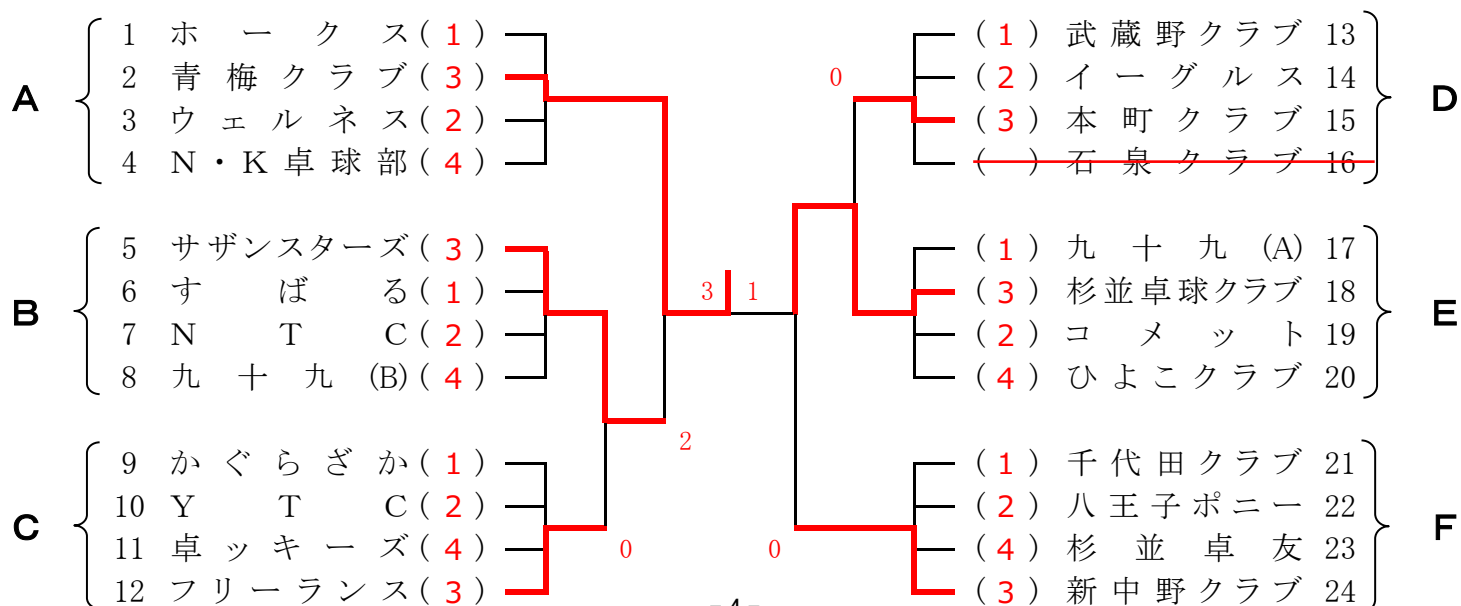 A
1 ホークス(1)
2 青梅クラブ(3)
3 ウェルネス(2)
4 N・K卓球部(4)
B
5 サザンスターズ(3)
6 すばる(1)
7 NTC(2)
8 九十九(B)(4)
C
9 かぐらざか(1)
10 YTC(2)
11 卓ッキーズ(4)
12 フリーランス(3)
0
3 1
2
0 0
(1) 武蔵野クラブ 13
(2) イーグルス 14
(3) 本町クラブ 15
( ) 石泉クラブ 16
D
(1) 九十九(A) 17
(3) 杉並卓球クラブ 18
(2) コメット 19
(4) ひよこクラブ 20
E
(1) 千代田クラブ 21
(2) 八王子ポニー 22
(4) 杉並卓友 23
(3) 新中野クラブ 24
F